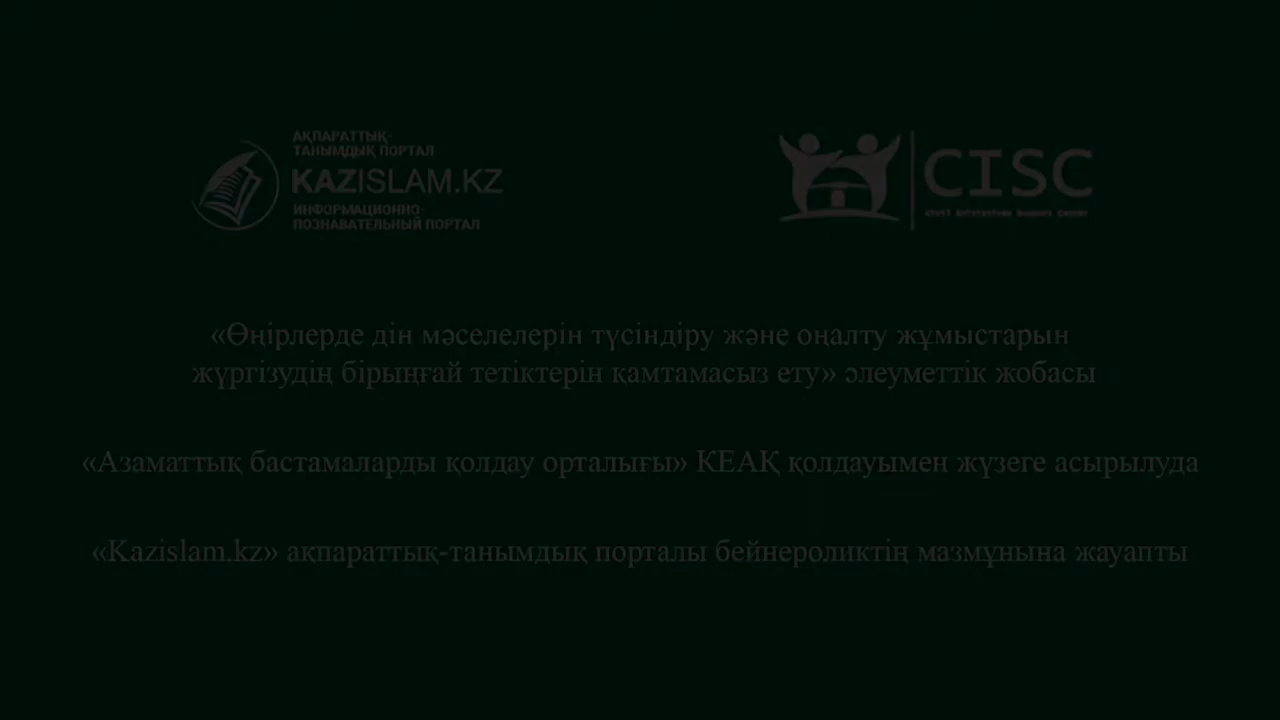 АҚПАРАТТЫҚ-
ТАНЫМДЫҚ ПОРТАЛ
KAZISLAM.KZ
ИНФОРМАЦИОННО-
ПОЗНАВАТЕЛЬНЫЙ ПОРТАЛ
CISC
«Өңірлерде дін мәселелерін түсіндіру және оңалту жұмыстарын
жүргізудің бірыңғай тетіктерін қамтамасыз ету» әлеуметтік жобасы
«Азаматтық бастамаларды қолдау орталығы» КЕАҚ қолдауымен жүзеге асырылуда
«Kazislam.kz» ақпараттық-танымдық порталы бейнероликтің мазмұнына жауапты